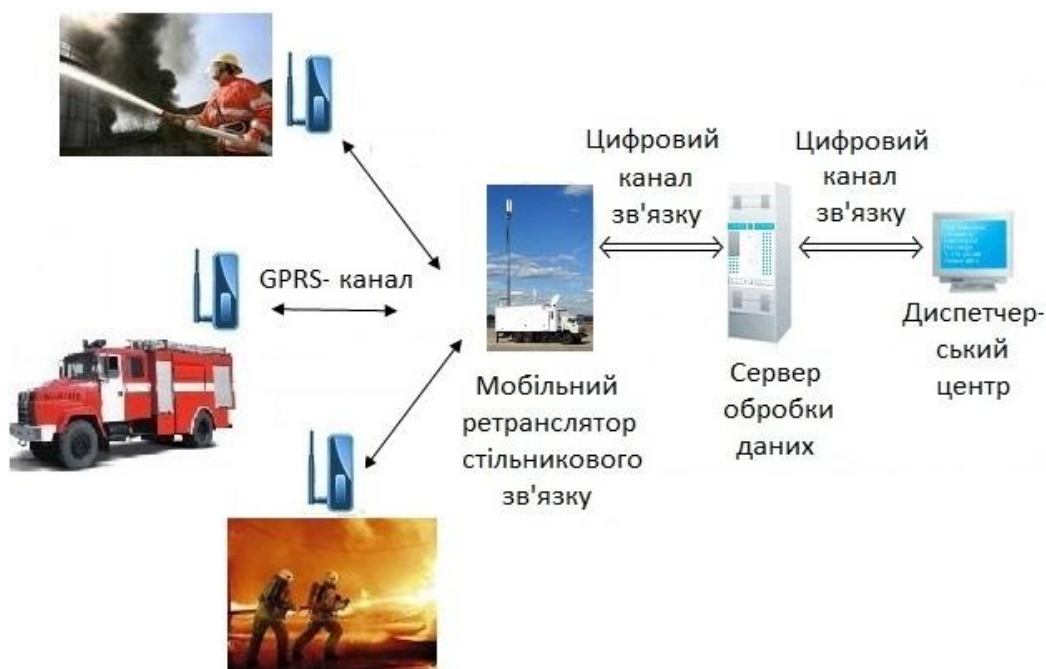 Цифровий
канал
зв'язку
Цифровий
канал
зв'язку
GPRS- канал
Мобільний
ретранслятор
стільникового
зв'язку
Сервер
обробки
даних
Диспетчер-
ський
центр